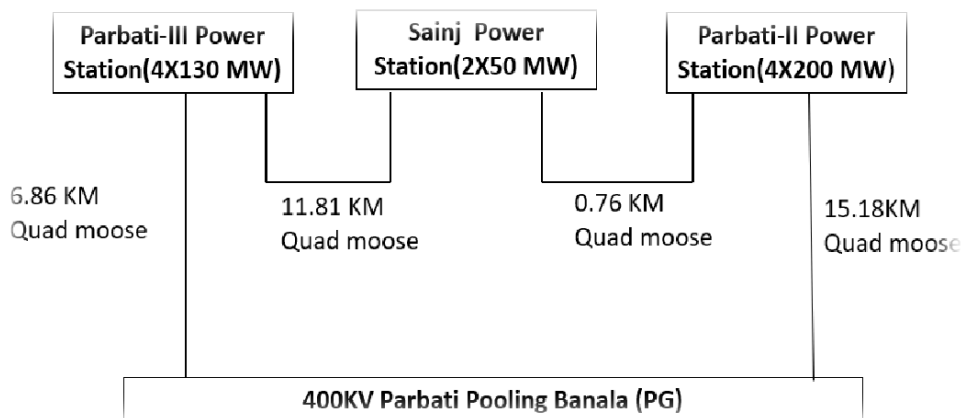 Parbati-III Power
Station(4X130 MW)
Sainj Power
Station(2X50 MW)
Parbati-II Power
Station(4X200 MW)
6.86 KM
Quad moose
11.81 KM
Quad moose
0.76 KM
Quad moose
15.18KM
Quad moose
400KV Parbati Pooling Banala (PG)